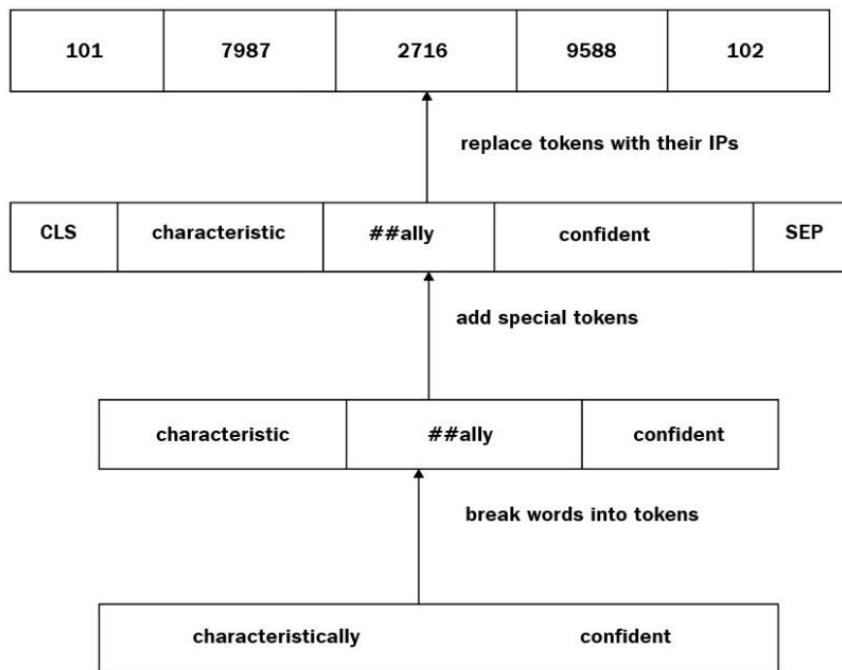 101 7987 2716 9588 102
replace tokens with their IPs
CLS characteristic ##ally confident SEP
add special tokens
characteristic ##ally confident
break words into tokens
characteristically confident